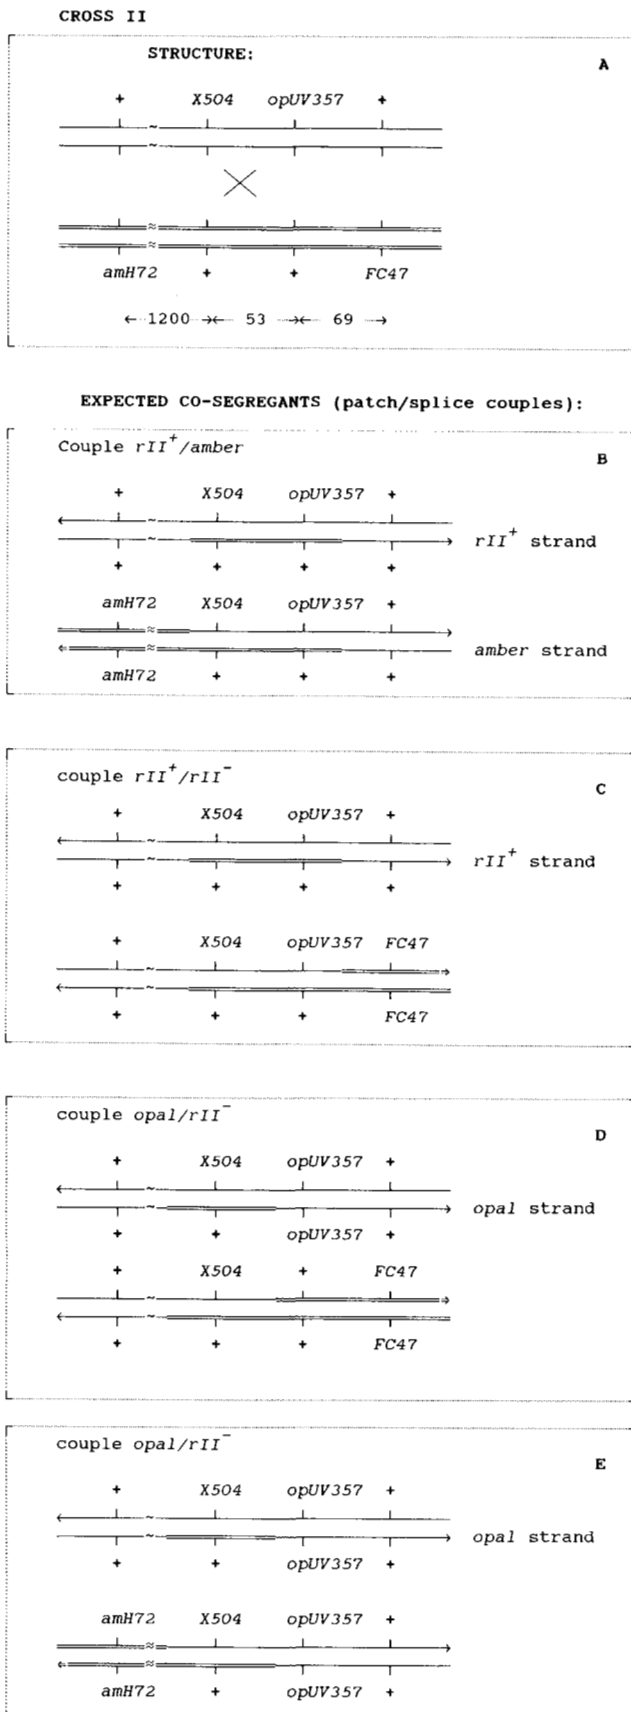 CROSS II
STRUCTURE:
A
+ X504 opUV357 +
amH72 + + FC47
← 1200 →← 53 →← 69 →
EXPECTED CO-SEGREGANTS (patch/splice couples):
Couple rII+/amber
B
+ X504 opUV357 +
rII+ strand
+ + + +
amH72 X504 opUV357 +
amber strand
amH72 + + +
couple rII+/rII-
C
+ X504 opUV357 +
rII+ strand
+ + + +
+ X504 opUV357 FC47
+ + + FC47
couple opal/rII-
D
+ X504 opUV357 +
opal strand
+ + opUV357 +
+ X504 + FC47
+ + + FC47
couple opal/rII-
E
+ X504 opUV357 +
opal strand
+ + opUV357 +
amH72 X504 opUV357 +
amH72 + opUV357 +